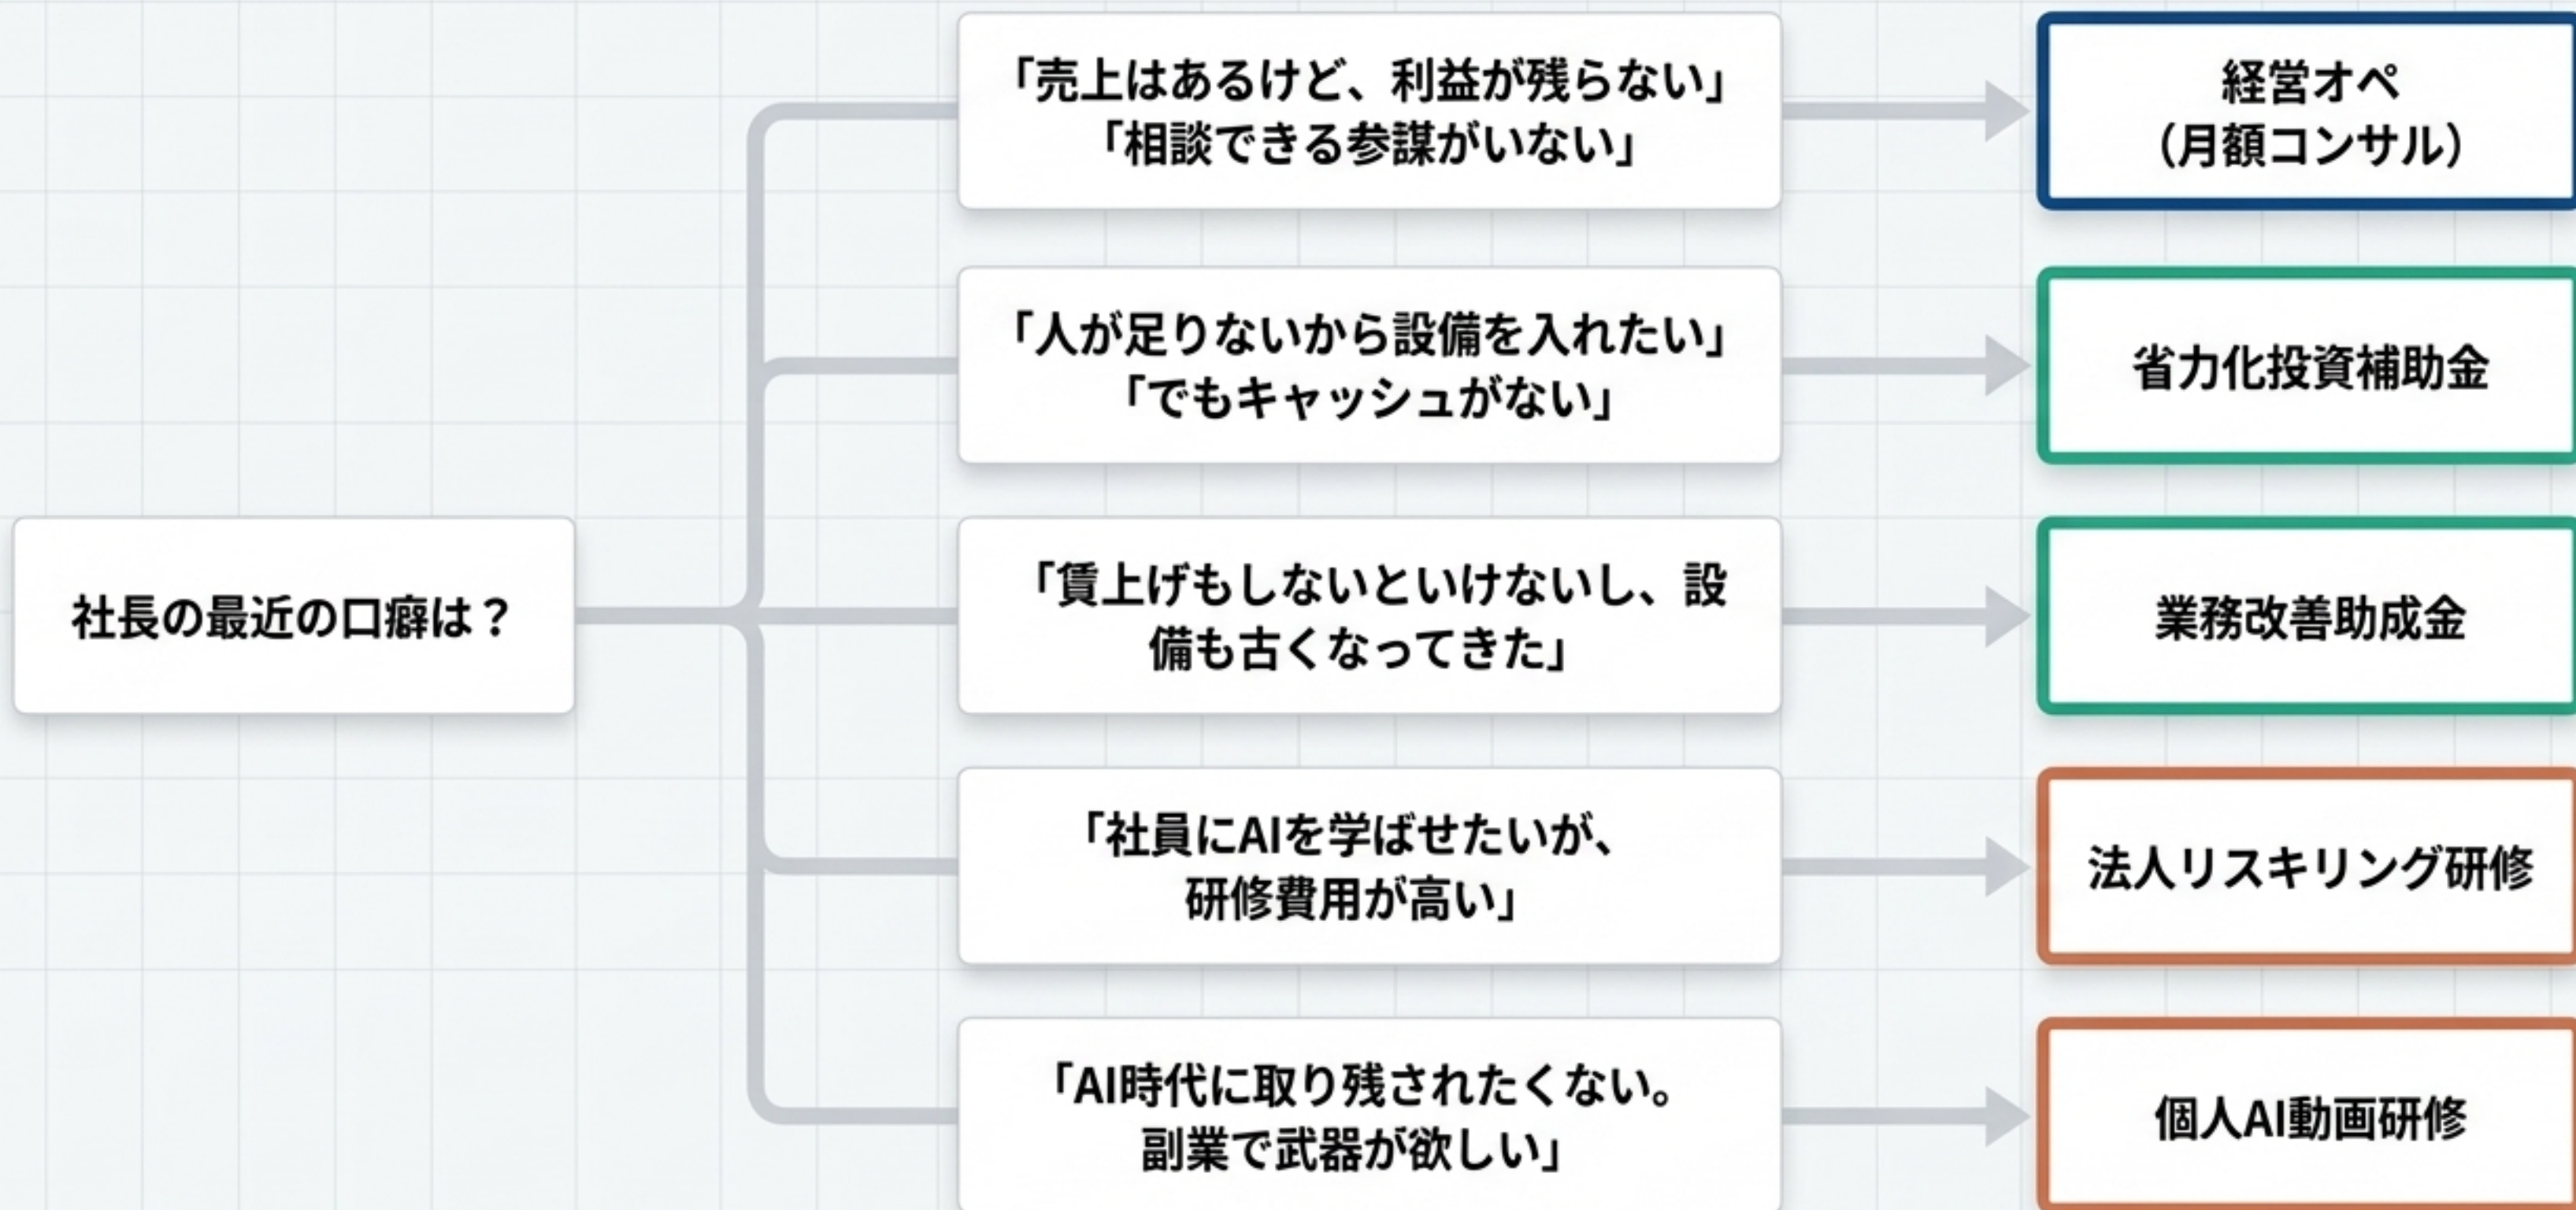 社長の最近の口癖は？
「売上はあるけど、利益が残らない」
「相談できる参謀がいない」
経営オペ
（月額コンサル）
「人が足りないから設備を入れたい」
「でもキャッシュがない」
省力化投資補助金
「賃上げもしないといけないし、設
備も古くなってきた」
業務改善助成金
「社員にAIを学ばせたいが、
研修費用が高い」
法人リスキリング研修
「AI時代に取り残されたくない。
副業で武器が欲しい」
個人AI動画研修